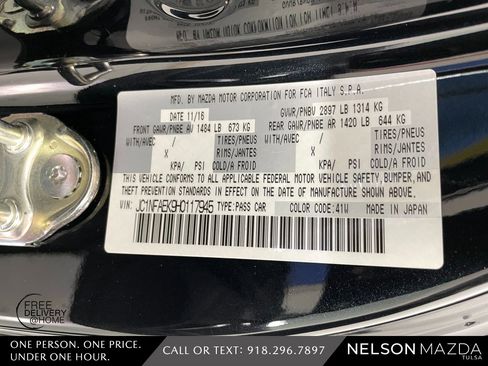 MFD. BY MAZDA MOTOR CORPORATION FOR FCA ITALY S.P.A.
DATE 11/16 GVWR/PNBV 2897 LB 1314 KG
FRONT GAWR/PNBE AV 1484 LB 673 KG REAR GAWR/PNBE AR 1420 LB 644 KG
WITH/AVEC TIRES/PNEUS WITH/AVEC TIRES/PNEUS
X RIMS/JANTES X RIMS/JANTES
KPA/ PSI COLD/A FROID KPA/ PSI COLD/A FROID
THIS VEHICLE CONFORMS TO ALL APPLICABLE FEDERAL MOTOR VEHICLE SAFETY, BUMPER, AND
THEFT PREVENTION STANDARDS IN EFFECT ON THE DATE OF MANUFACTURE SHOWN ABOVE.
VIN: JC1NFAEK9H0117945 TYPE:PASS CAR COLOR CODE:41W MADE IN JAPAN
FREE
DELIVERY
@HOME
ONE PERSON. ONE PRICE.
UNDER ONE HOUR.
CALL OR TEXT: 918.296.7897
NELSON MAZDA
TULSA